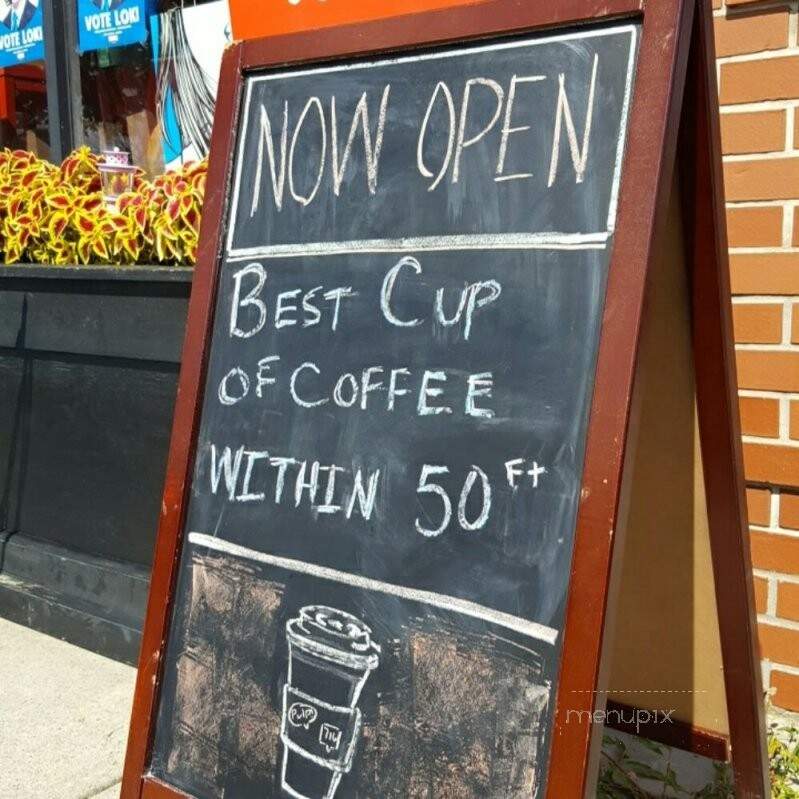 VOTE LOKI
VOTE LOKI
NOW OPEN
BEST CUP
OF COFFEE
WITHIN 50 Ft
menupix